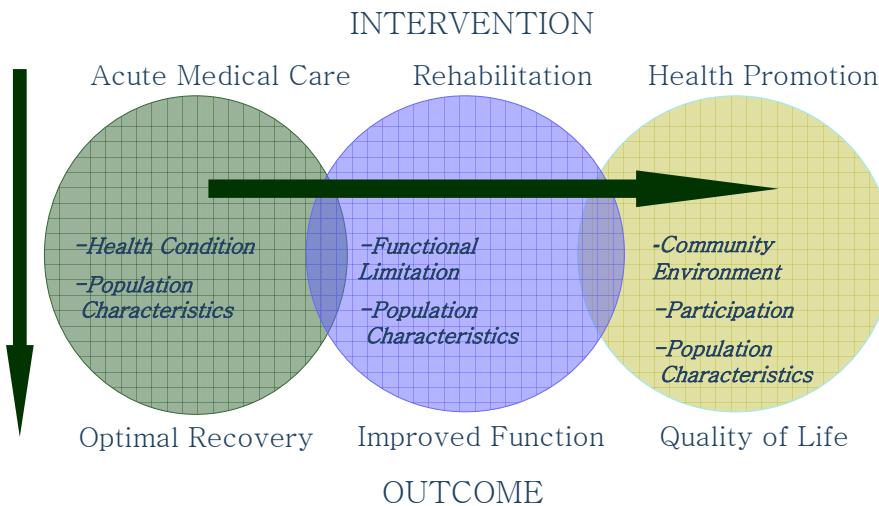 INTERVENTION
Acute Medical Care
Rehabilitation
Health Promotion
-Health Condition
-Population
Characteristics
-Functional
Limitation
-Population
Characteristics
-Community
Environment
-Participation
-Population
Characteristics
Optimal Recovery
Improved Function
Quality of Life
OUTCOME